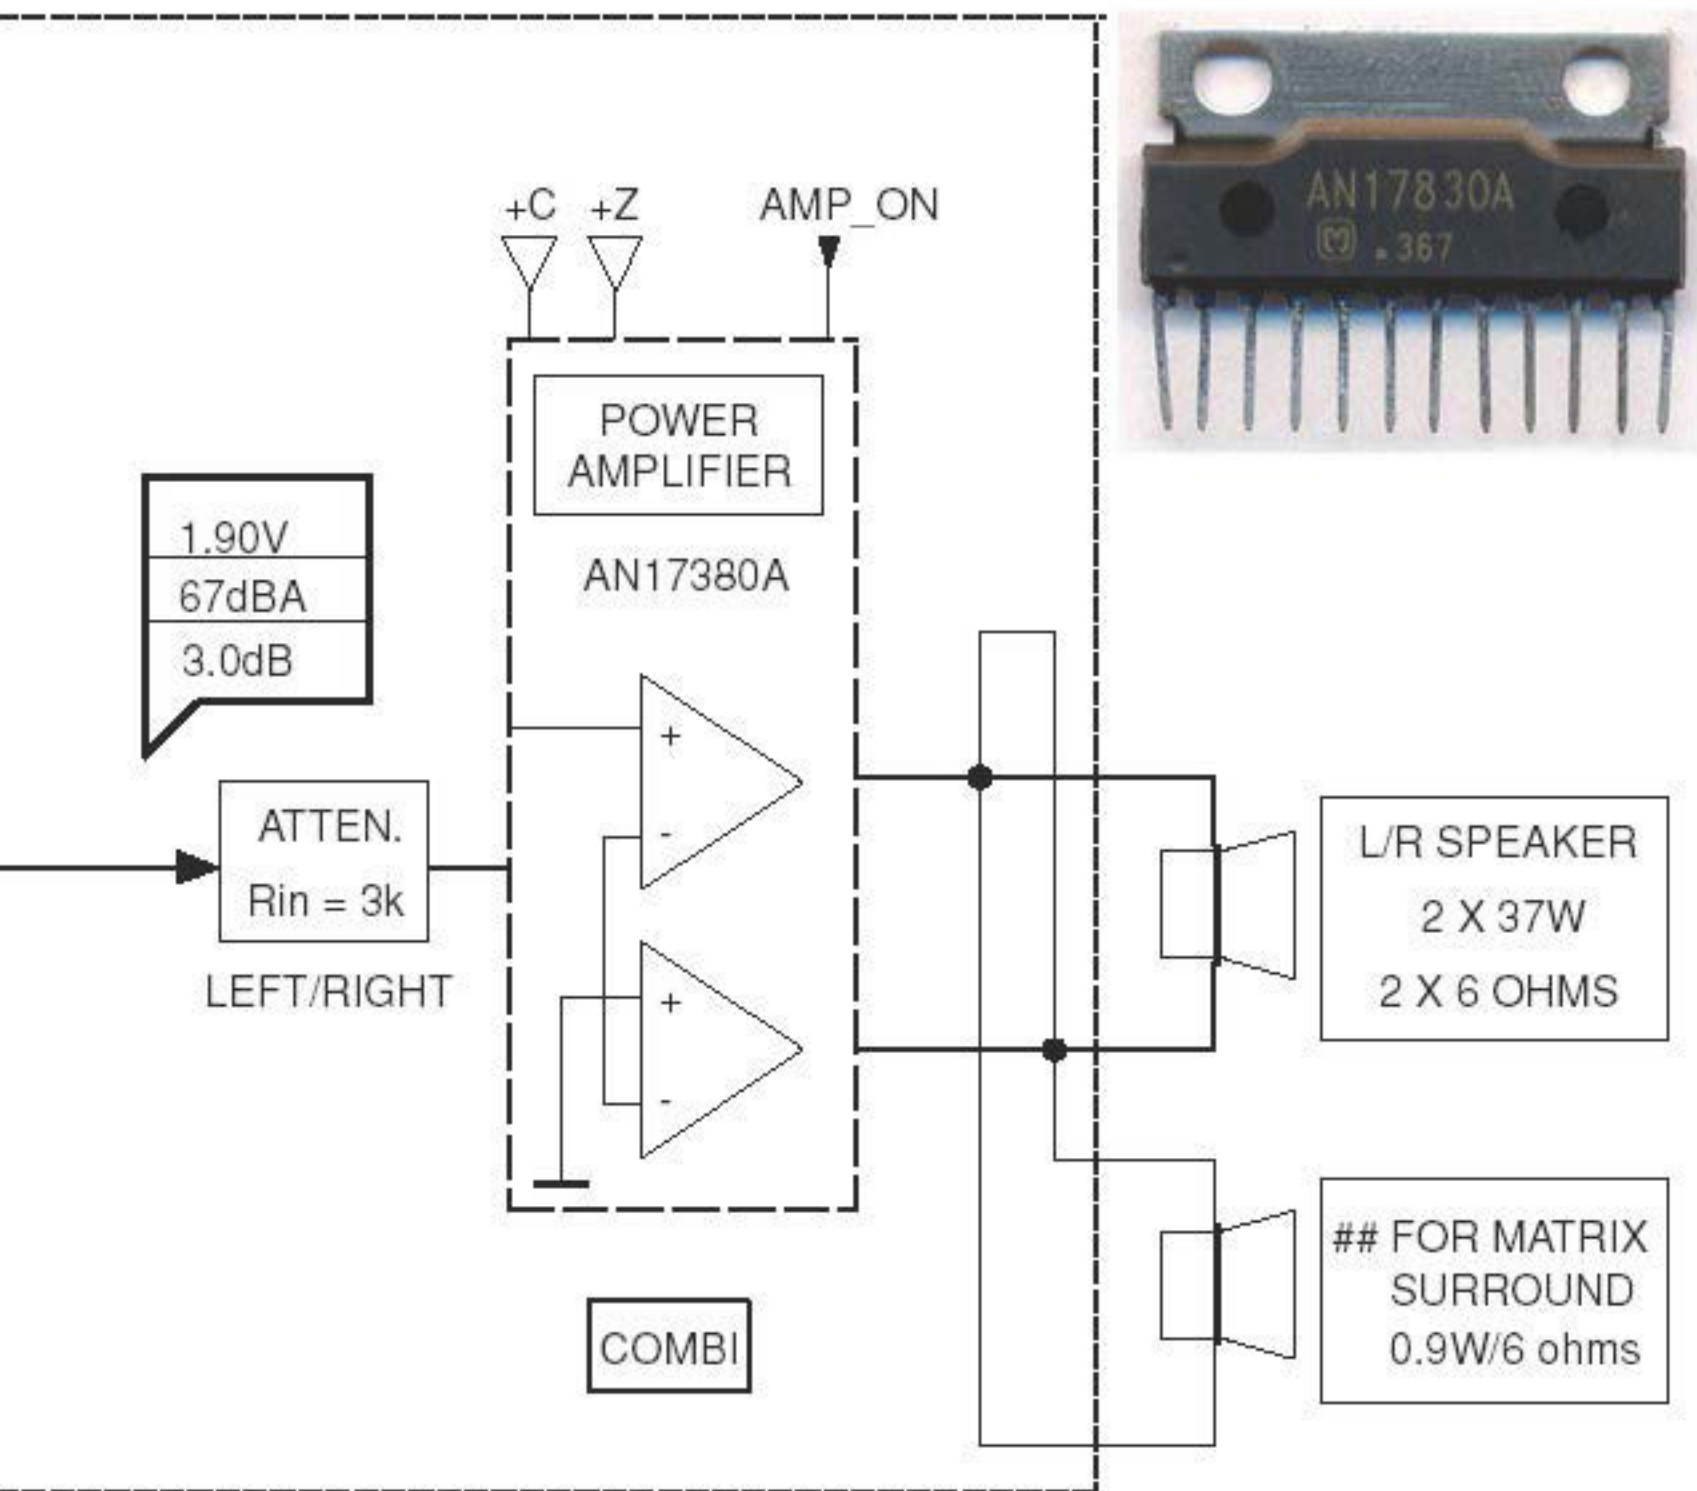 +C
+Z
AMP_ON
AN17830A
.367
POWER
AMPLIFIER
AN17380A
1.90V
67dBA
3.0dB
+
-
ATTEN.
Rin = 3k
LEFT/RIGHT
+
-
L/R SPEAKER
2 X 37W
2 X 6 OHMS
## FOR MATRIX
SURROUND
0.9W/6 ohms
COMBI